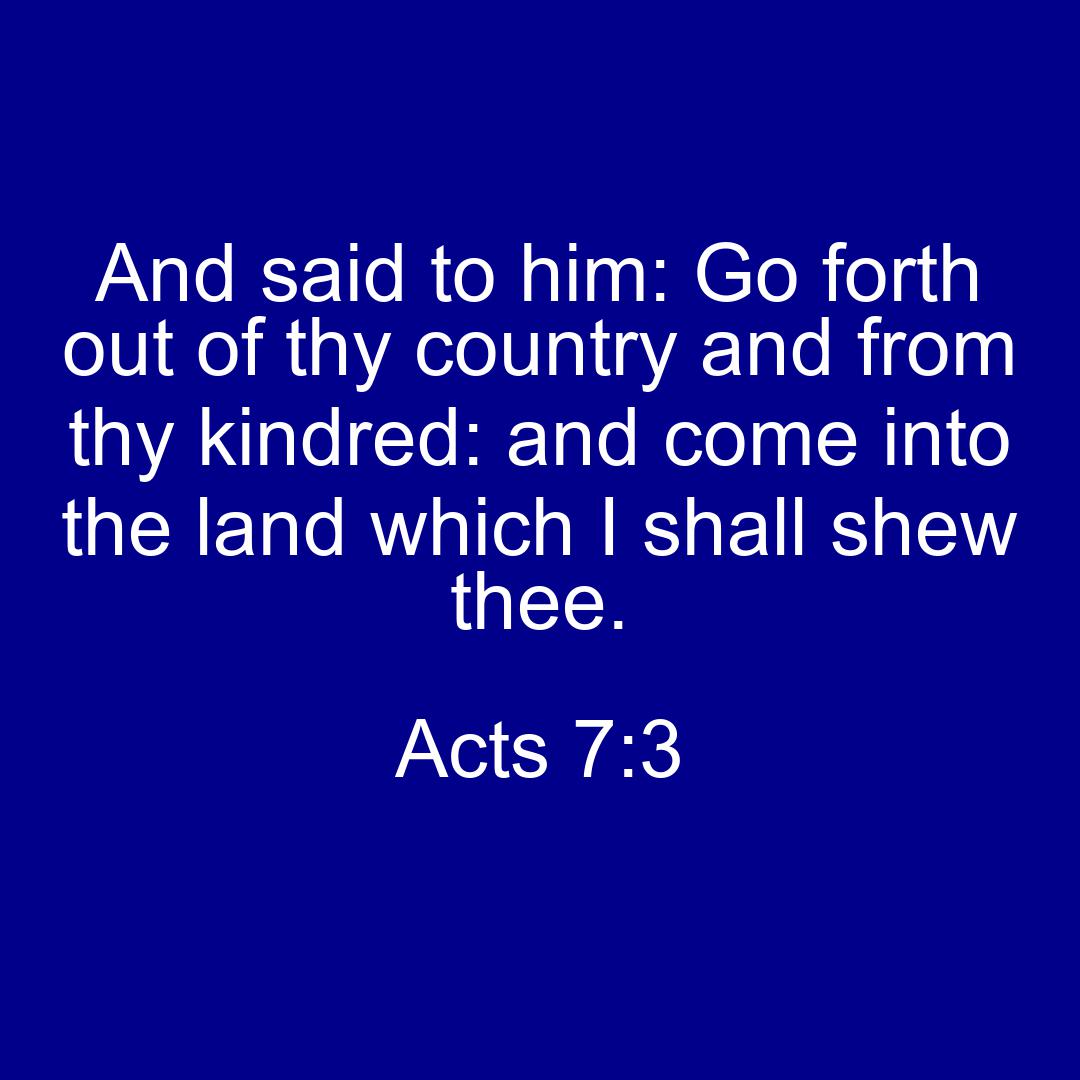 And said to him: Go forth
out of thy country and from
thy kindred: and come into
the land which I shall shew
thee.
Acts 7:3